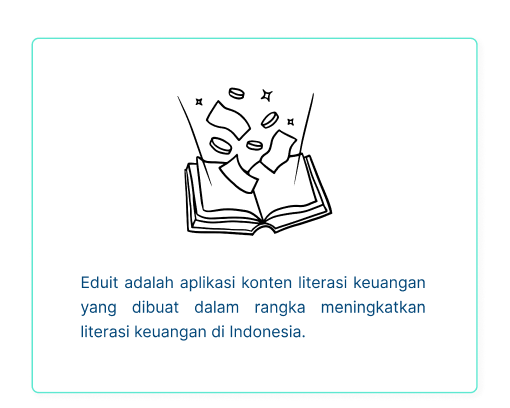 Eduit adalah aplikasi konten literasi keuangan
yang dibuat dalam rangka meningkatkan
literasi keuangan di Indonesia.